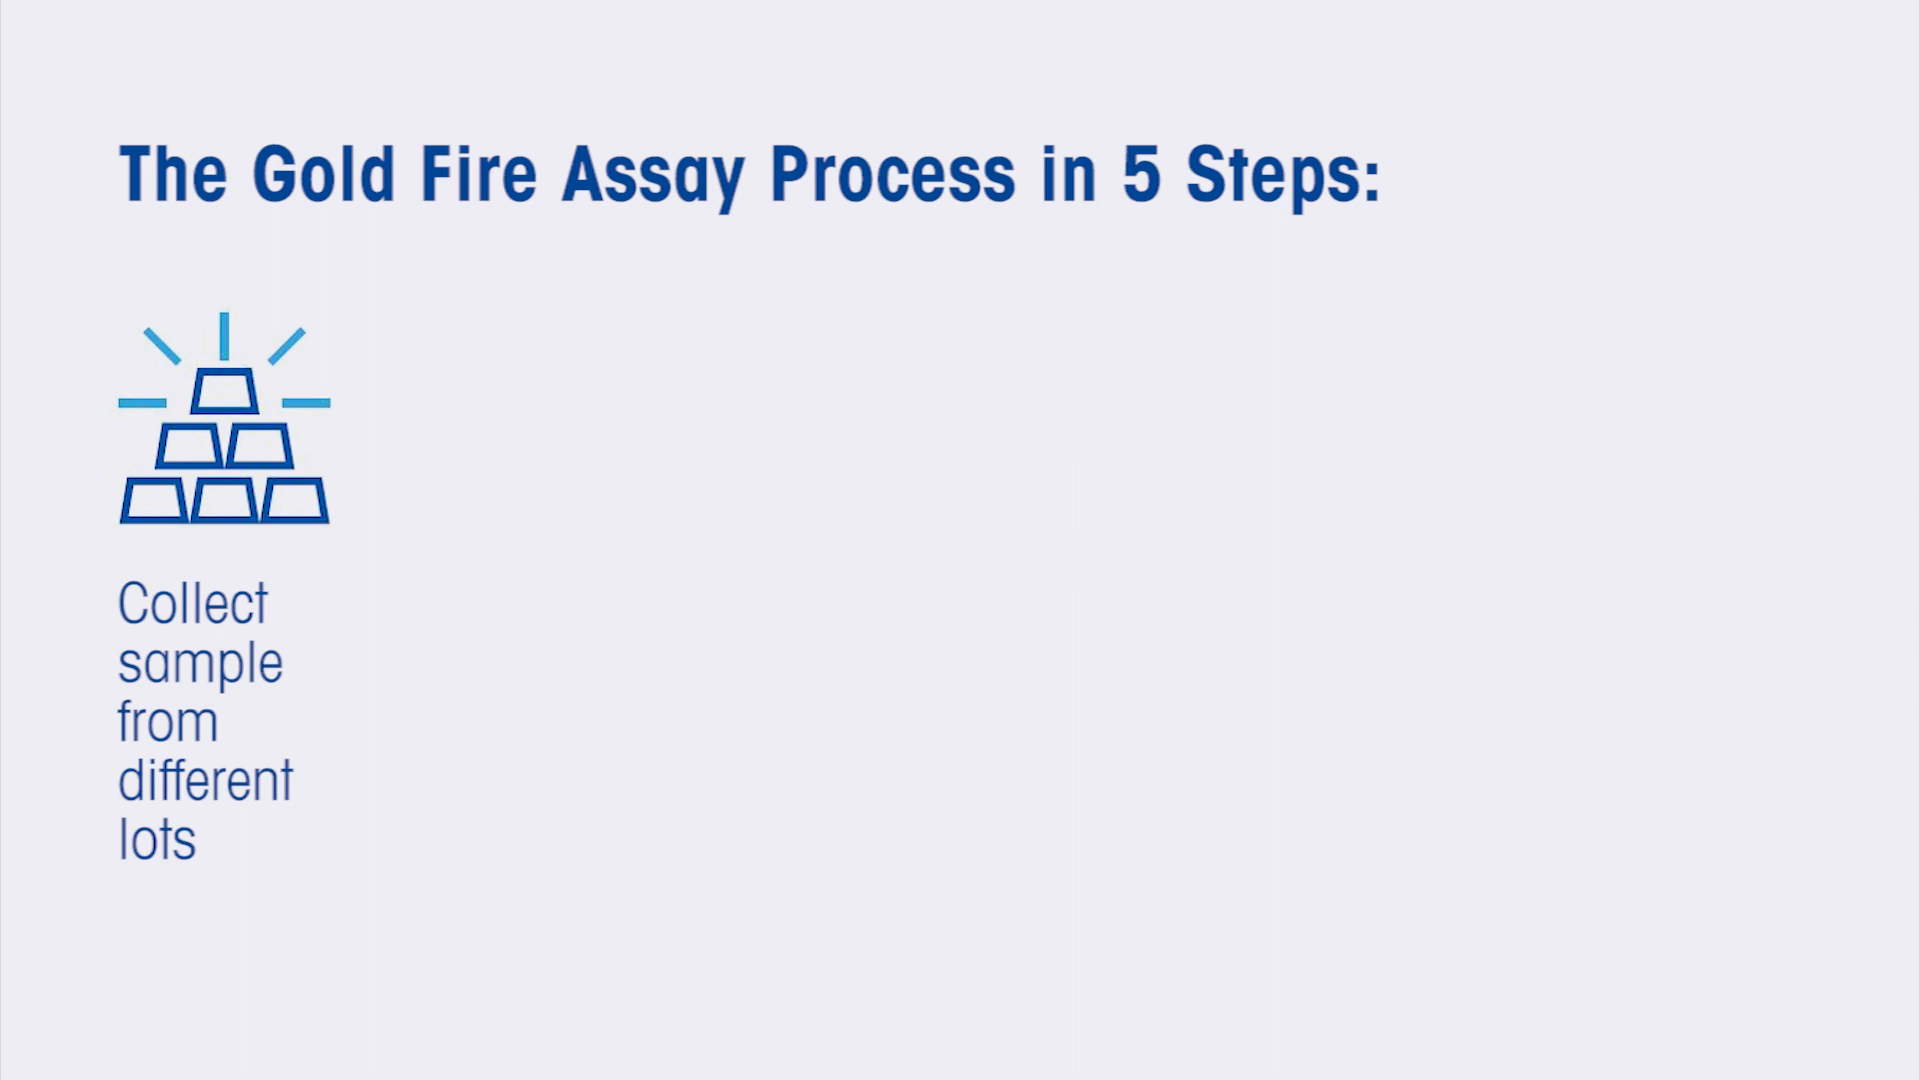 The Gold Fire Assay Process in 5 Steps:
Collect
sample
from
different
lots